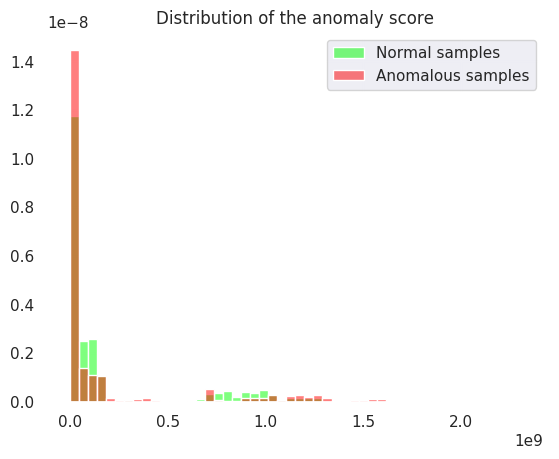 Distribution of the anomaly score
1e−8
Normal samples
Anomalous samples
1.4
1.2
1.0
0.8
0.6
0.4
0.2
0.0
0.0 0.5 1.0 1.5 2.0
1e9